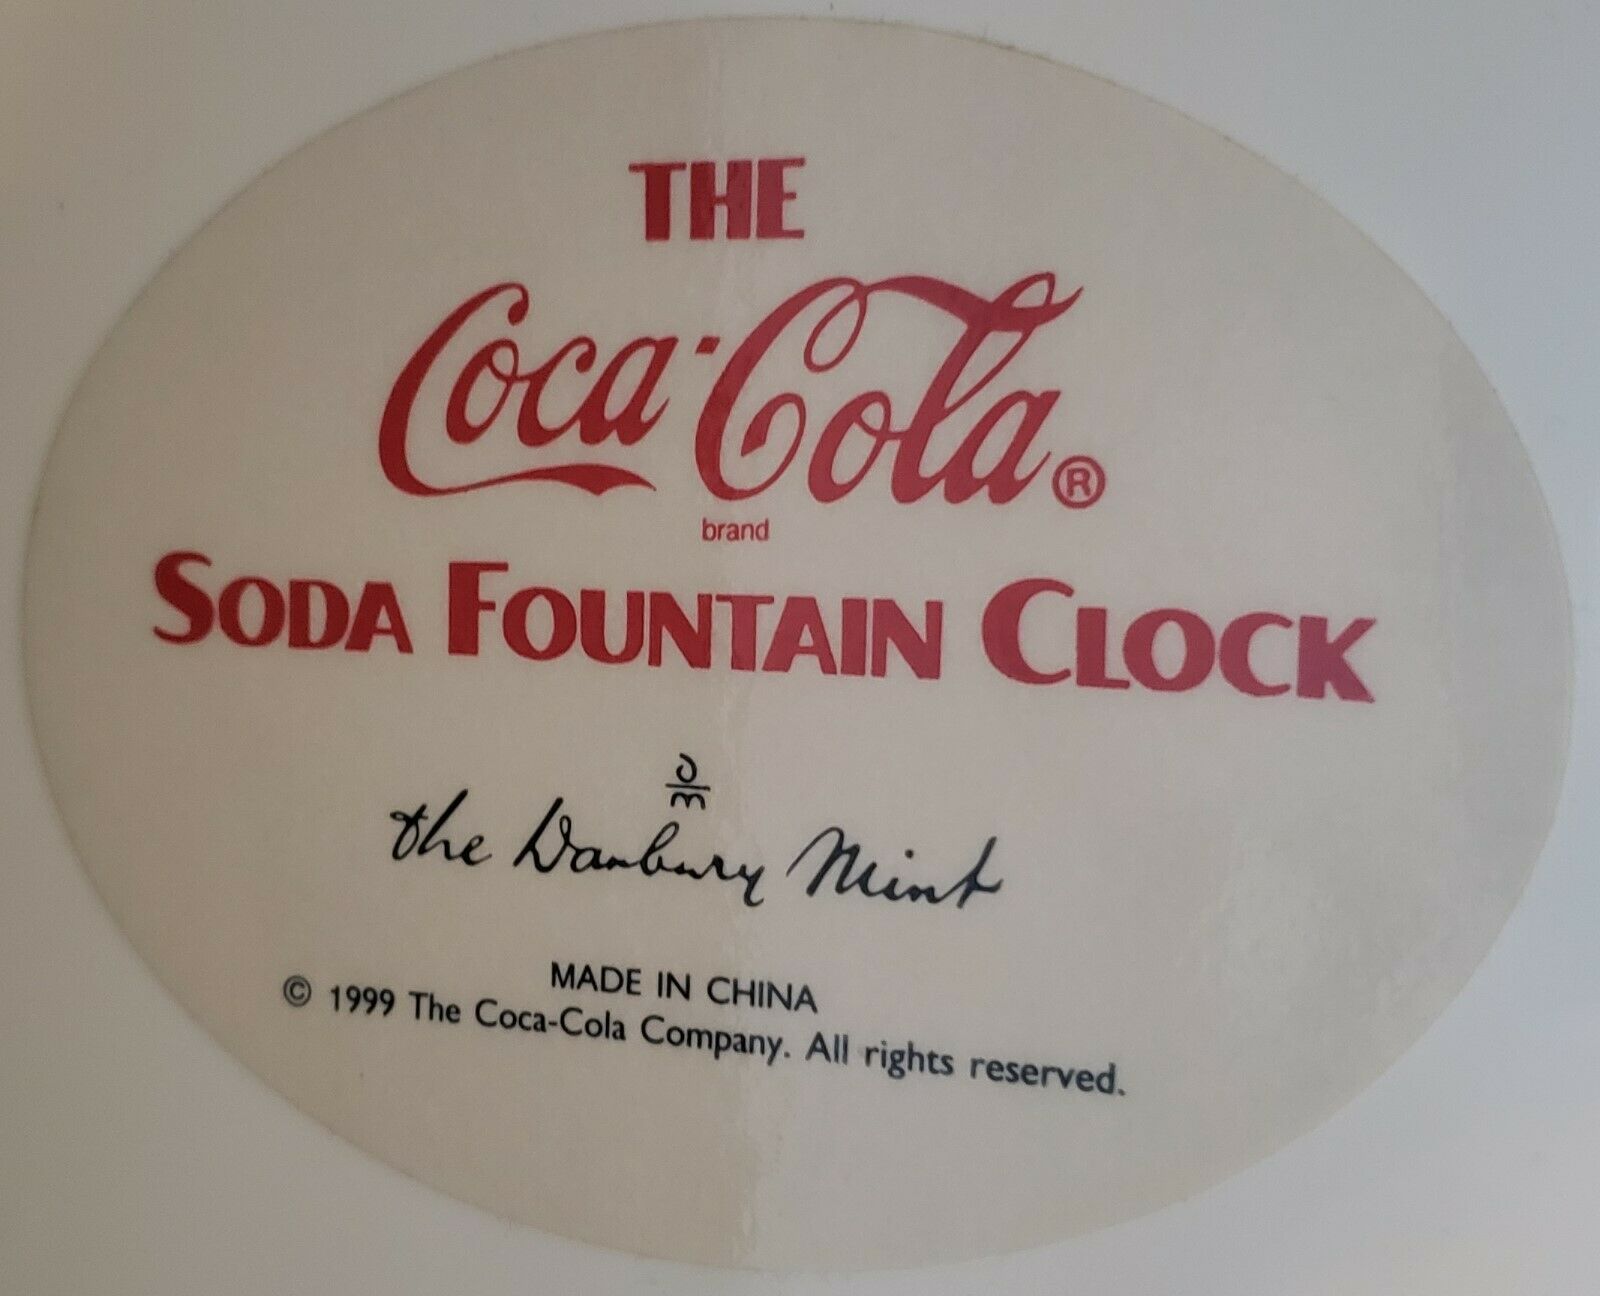 THE
Coca-Cola®
brand
SODA FOUNTAIN CLOCK
dm
the Danbury Mint
MADE IN CHINA
© 1999 The Coca-Cola Company. All rights reserved.